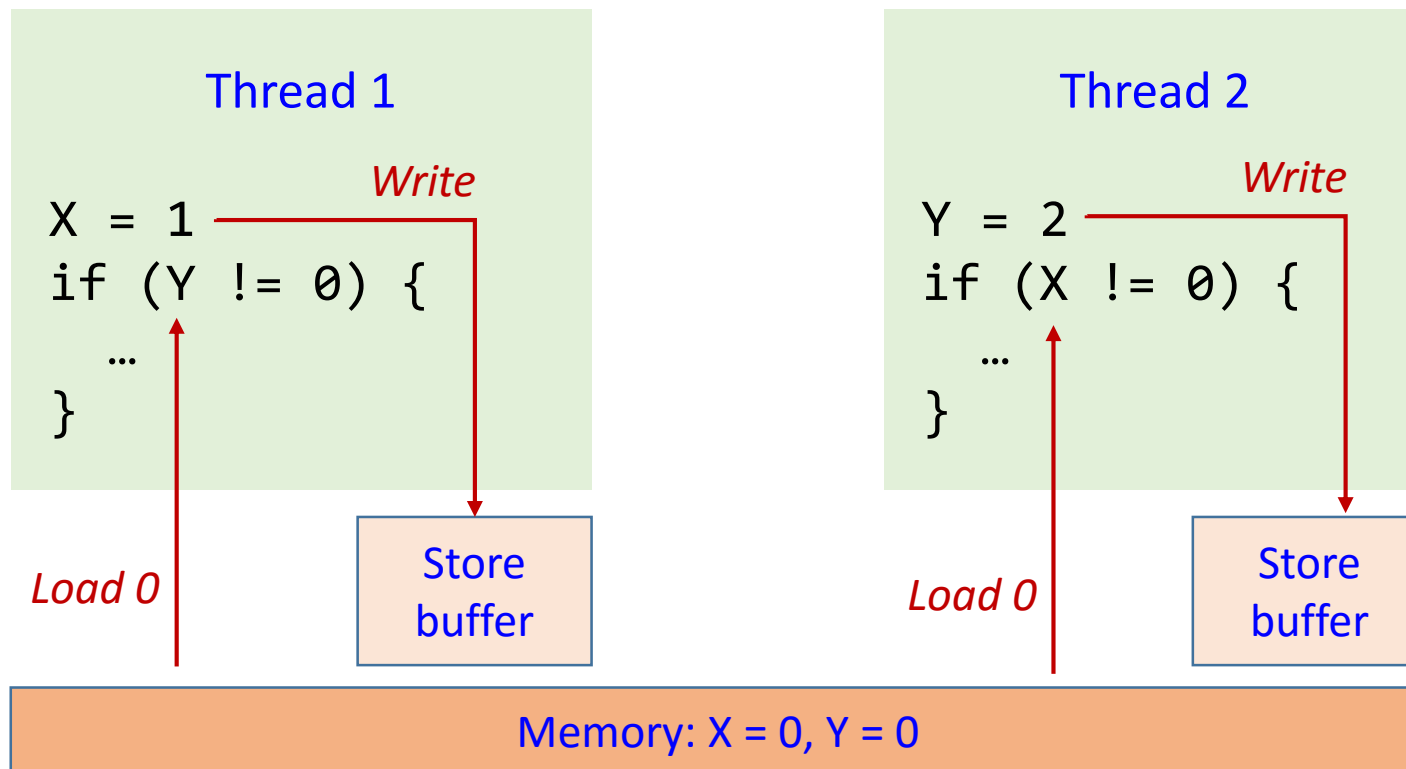 Thread 1
Write
X = 1
if (Y != 0) {
…
}
Load 0
Store
buffer
Thread 2
Write
Y = 2
if (X != 0) {
…
}
Load 0
Store
buffer
Memory: X = 0, Y = 0